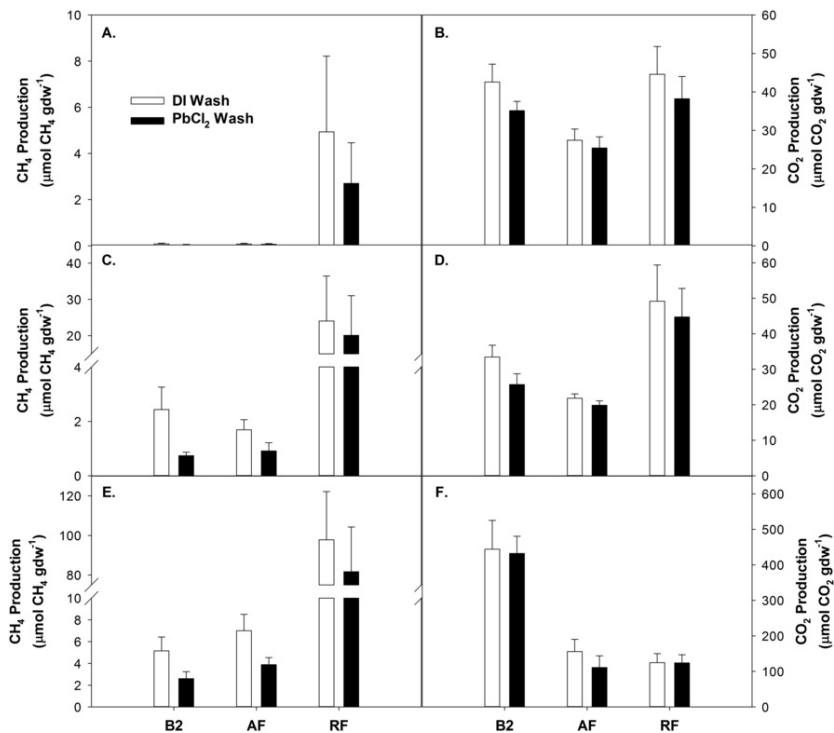 A.
10
8
6
4
2
0
CH₄ Production
(μmol CH₄ gdw⁻¹)
DI Wash
PbCl₂ Wash
B.
60
50
40
30
20
10
0
CO₂ Production
(μmol CO₂ gdw⁻¹)
C.
40
30
20
4
2
0
CH₄ Production
(μmol CH₄ gdw⁻¹)
D.
60
50
40
30
20
10
0
CO₂ Production
(μmol CO₂ gdw⁻¹)
E.
120
100
80
10
8
6
4
2
0
CH₄ Production
(μmol CH₄ gdw⁻¹)
B2 AF RF
F.
600
500
400
300
200
100
0
CO₂ Production
(μmol CO₂ gdw⁻¹)
B2 AF RF